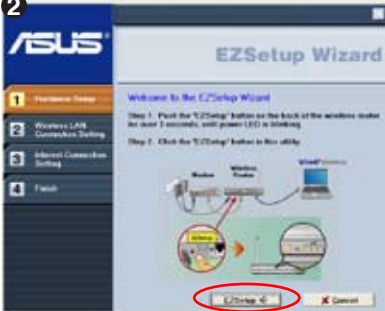 2
ASUS
EZSetup Wizard
1 Hardware Setup
Welcome to the EZSetup Wizard
Step 1. Push the "EZSetup" button on the back of the wireless router
for over 3 seconds, until power LED is blinking.
2 Wireless LAN
Connection Setting
Step 2. Click the "EZSetup" button in this utility.
3 Internet Connection
Setting
4 Finish
Modem
Wireless
Router
EZSetup
EZSetup
Cancel